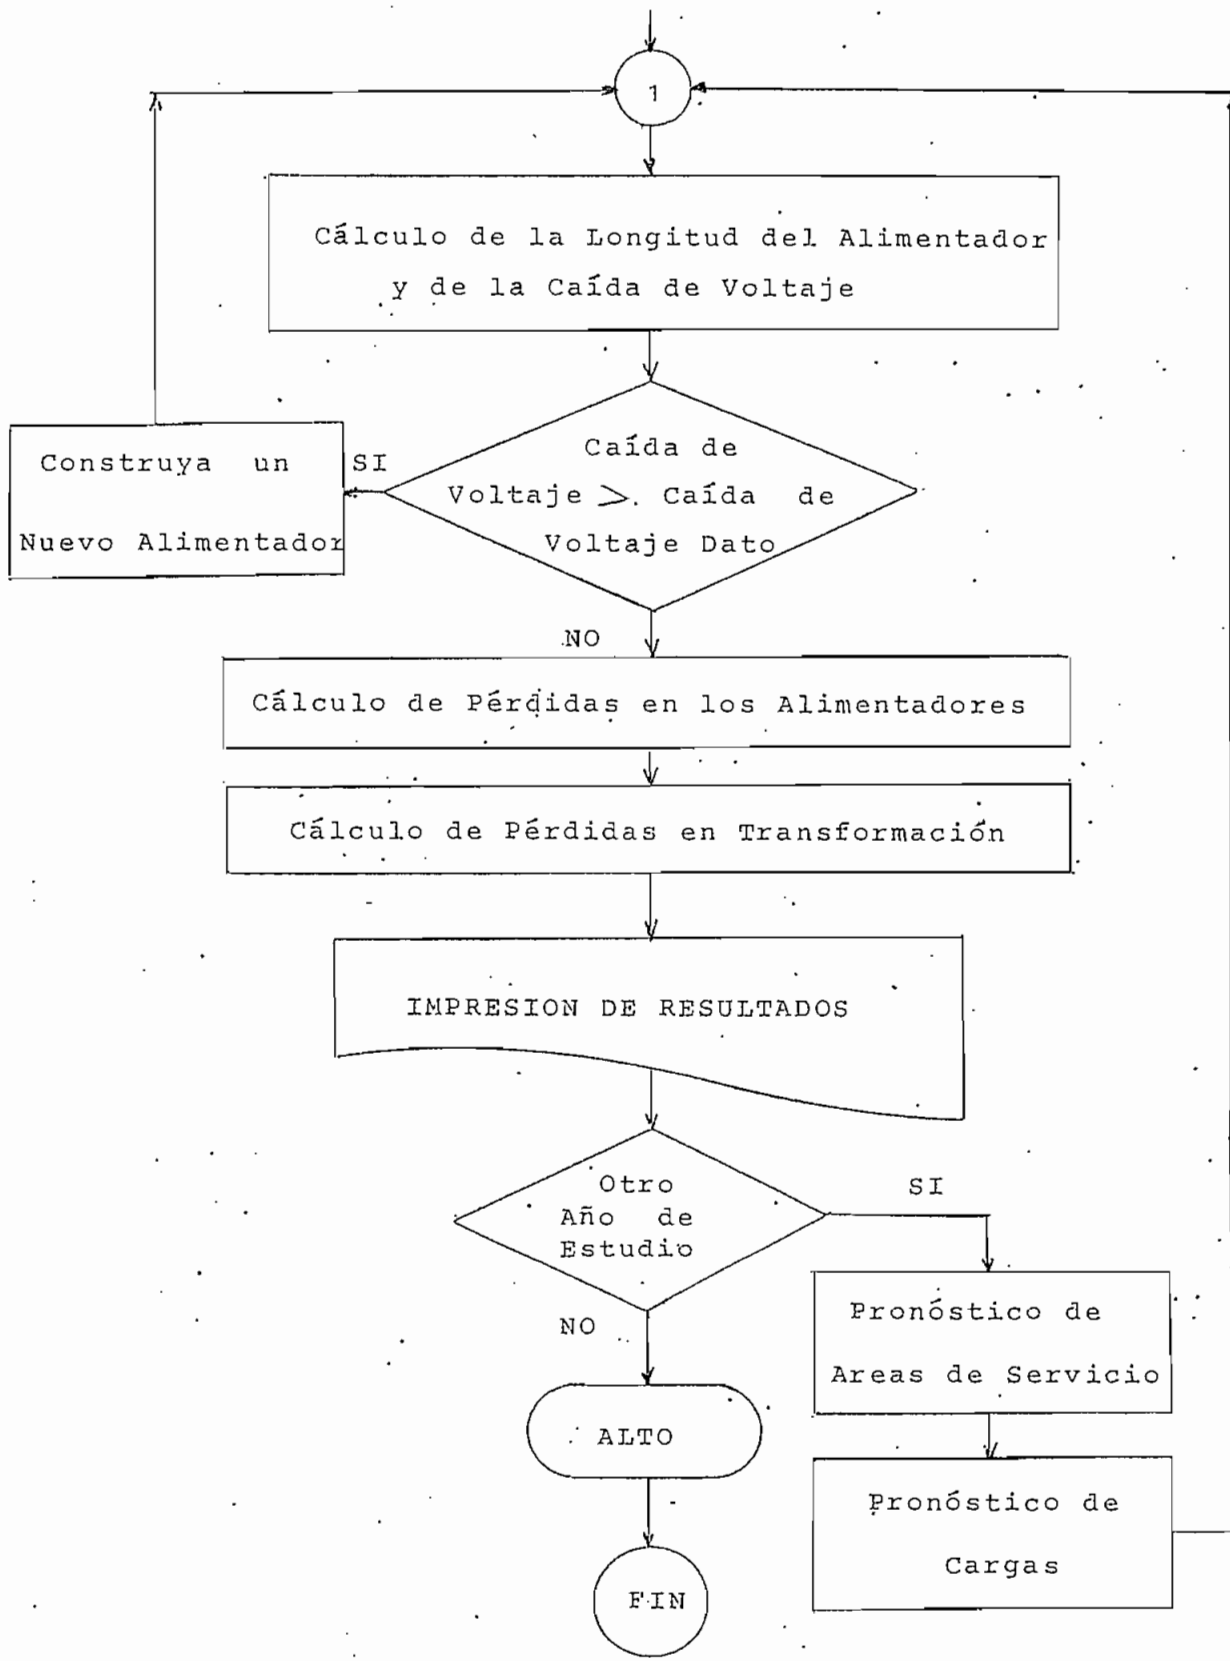 1
Cálculo de la Longitud del Alimentador
y de la Caída de Voltaje
Construya un
Nuevo Alimentador
SI
Caída de
Voltaje >. Caída de
Voltaje Dato
NO
Cálculo de Pérdidas en los Alimentadores
Cálculo de Pérdidas en Transformación
IMPRESION DE RESULTADOS
Otro
Año de
Estudio
SI
NO
Pronóstico de
Areas de Servicio
ALTO
Pronóstico de
Cargas
FIN